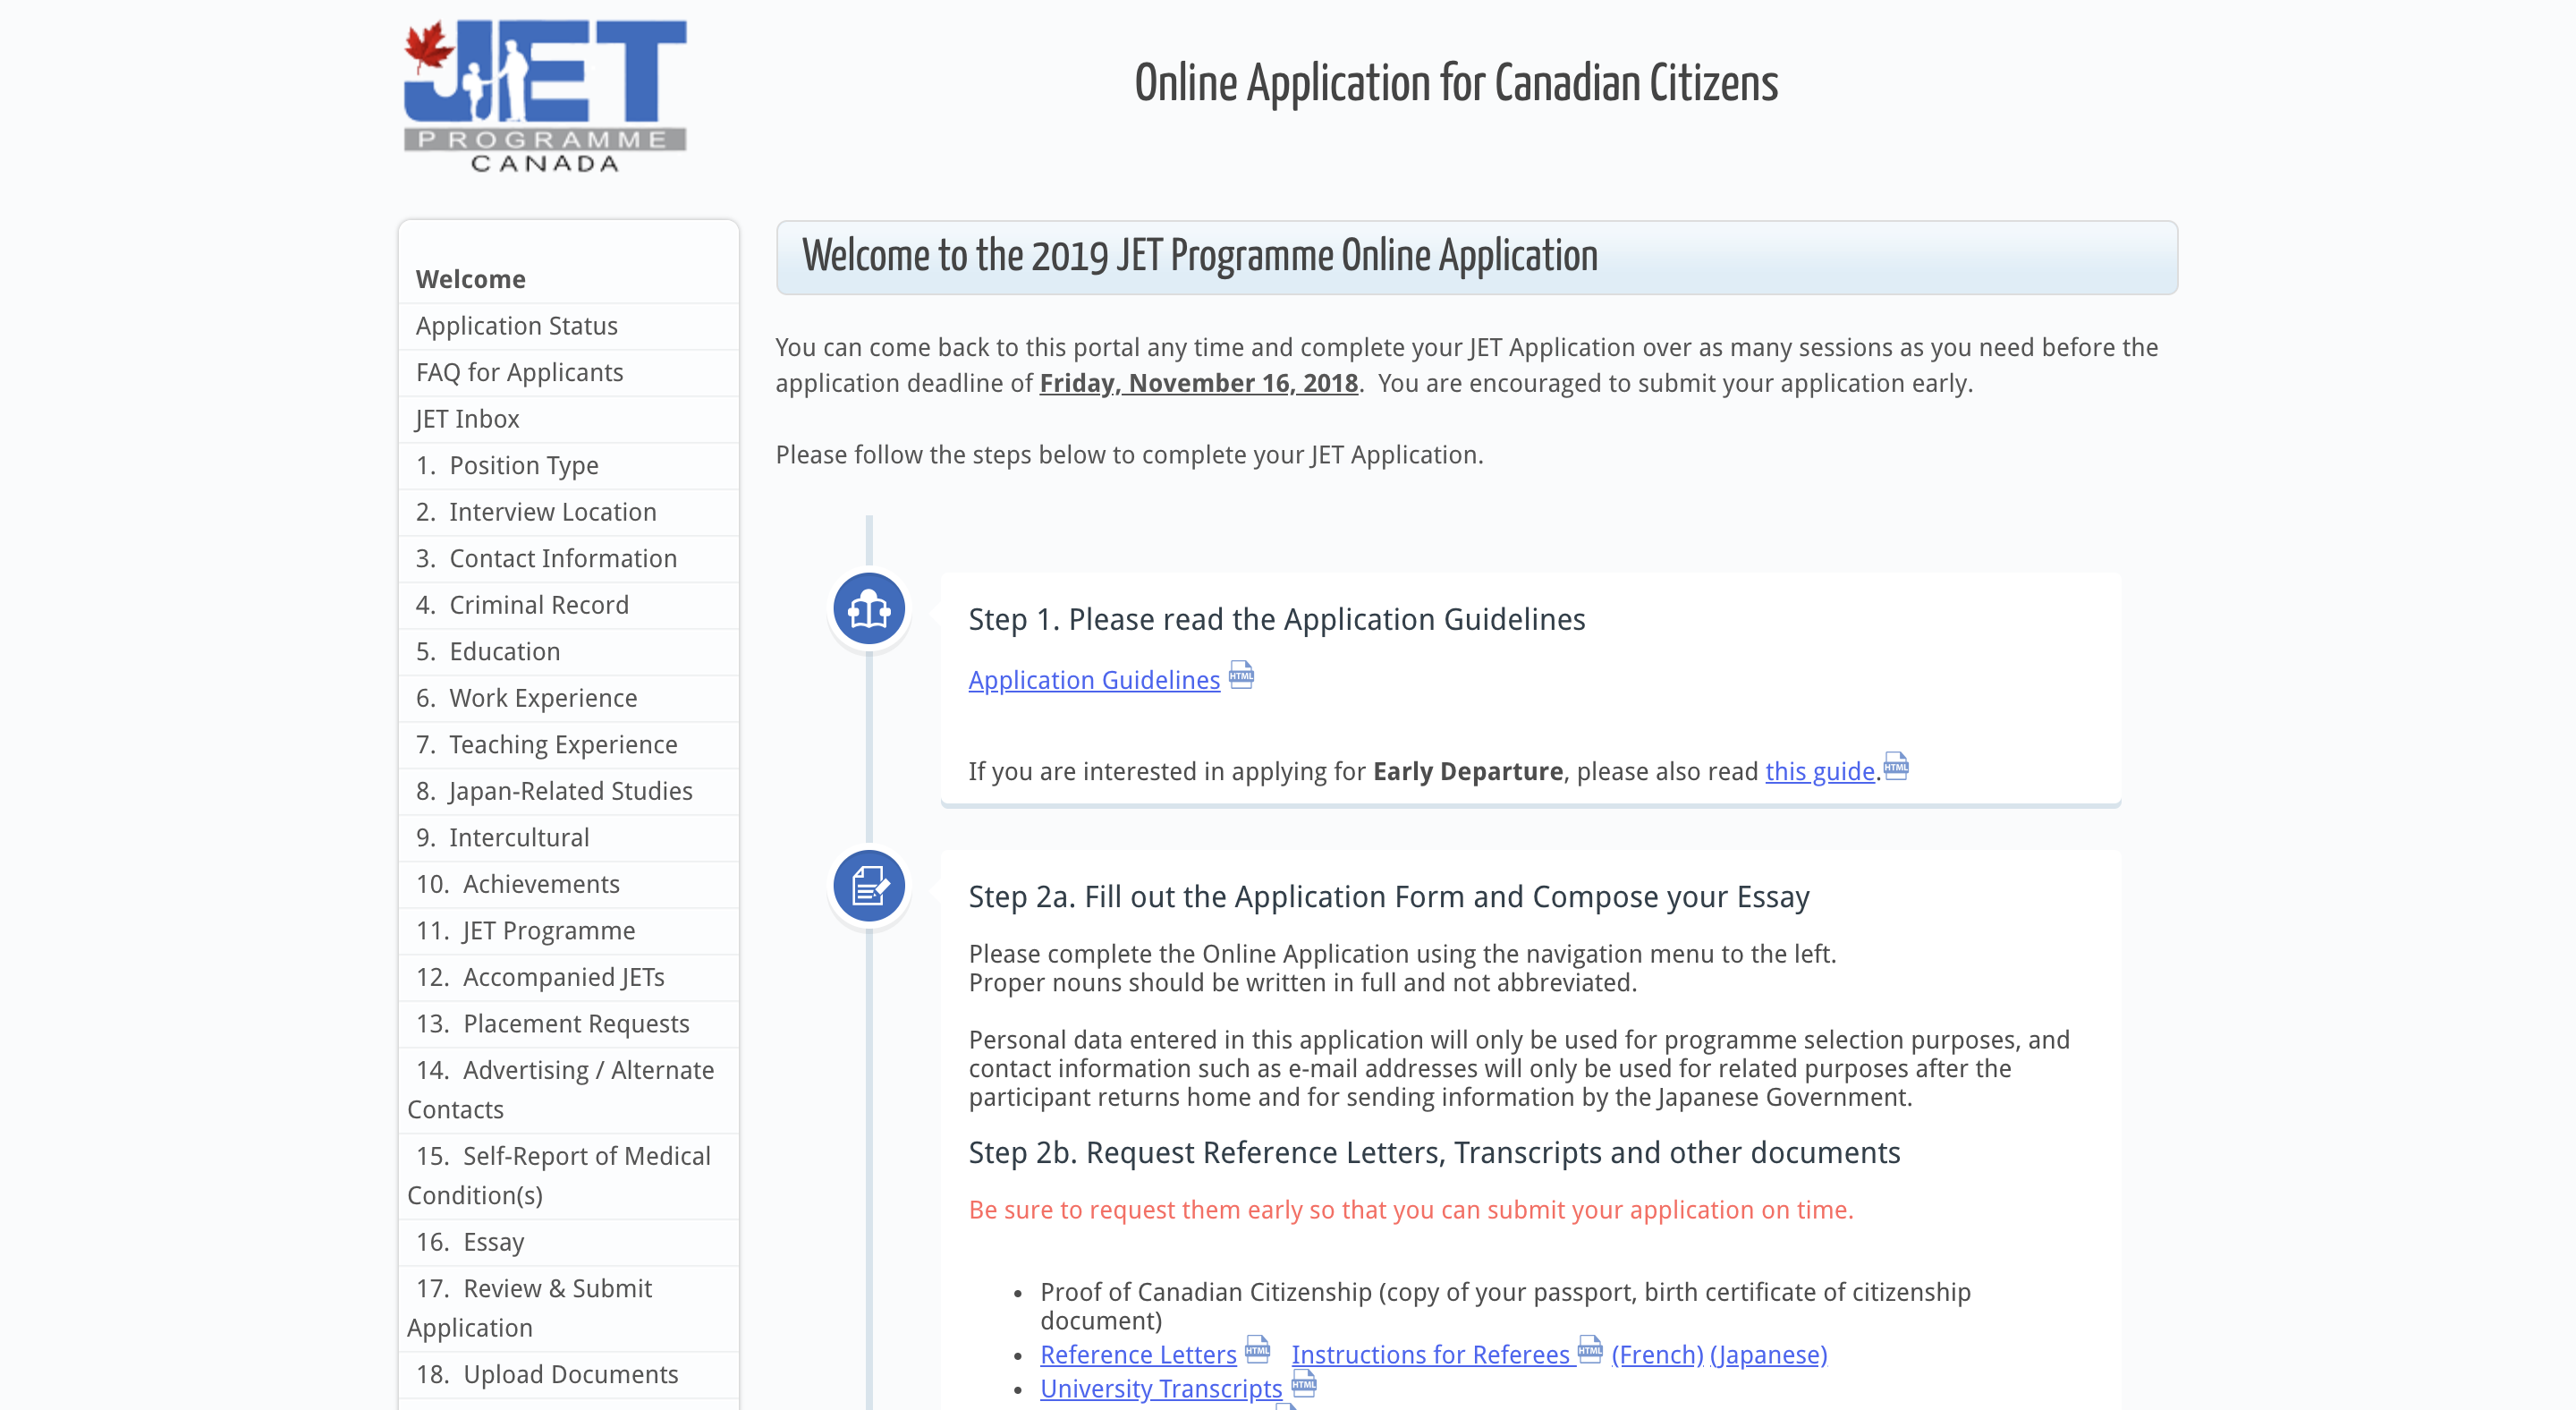 JET
PROGRAMME
CANADA
Online Application for Canadian Citizens
Welcome
Application Status
FAQ for Applicants
JET Inbox
1. Position Type
2. Interview Location
3. Contact Information
4. Criminal Record
5. Education
6. Work Experience
7. Teaching Experience
8. Japan-Related Studies
9. Intercultural
10. Achievements
11. JET Programme
12. Accompanied JETs
13. Placement Requests
14. Advertising / Alternate
Contacts
15. Self-Report of Medical
Condition(s)
16. Essay
17. Review & Submit
Application
18. Upload Documents
Welcome to the 2019 JET Programme Online Application
You can come back to this portal any time and complete your JET Application over as many sessions as you need before the
application deadline of Friday, November 16, 2018. You are encouraged to submit your application early.
Please follow the steps below to complete your JET Application.
Step 1. Please read the Application Guidelines
Application Guidelines HTML
If you are interested in applying for Early Departure, please also read this guide. HTML
Step 2a. Fill out the Application Form and Compose your Essay
Please complete the Online Application using the navigation menu to the left.
Proper nouns should be written in full and not abbreviated.
Personal data entered in this application will only be used for programme selection purposes, and
contact information such as e-mail addresses will only be used for related purposes after the
participant returns home and for sending information by the Japanese Government.
Step 2b. Request Reference Letters, Transcripts and other documents
Be sure to request them early so that you can submit your application on time.
• Proof of Canadian Citizenship (copy of your passport, birth certificate of citizenship
document)
• Reference Letters HTML Instructions for Referees HTML (French) (Japanese)
• University Transcripts HTML